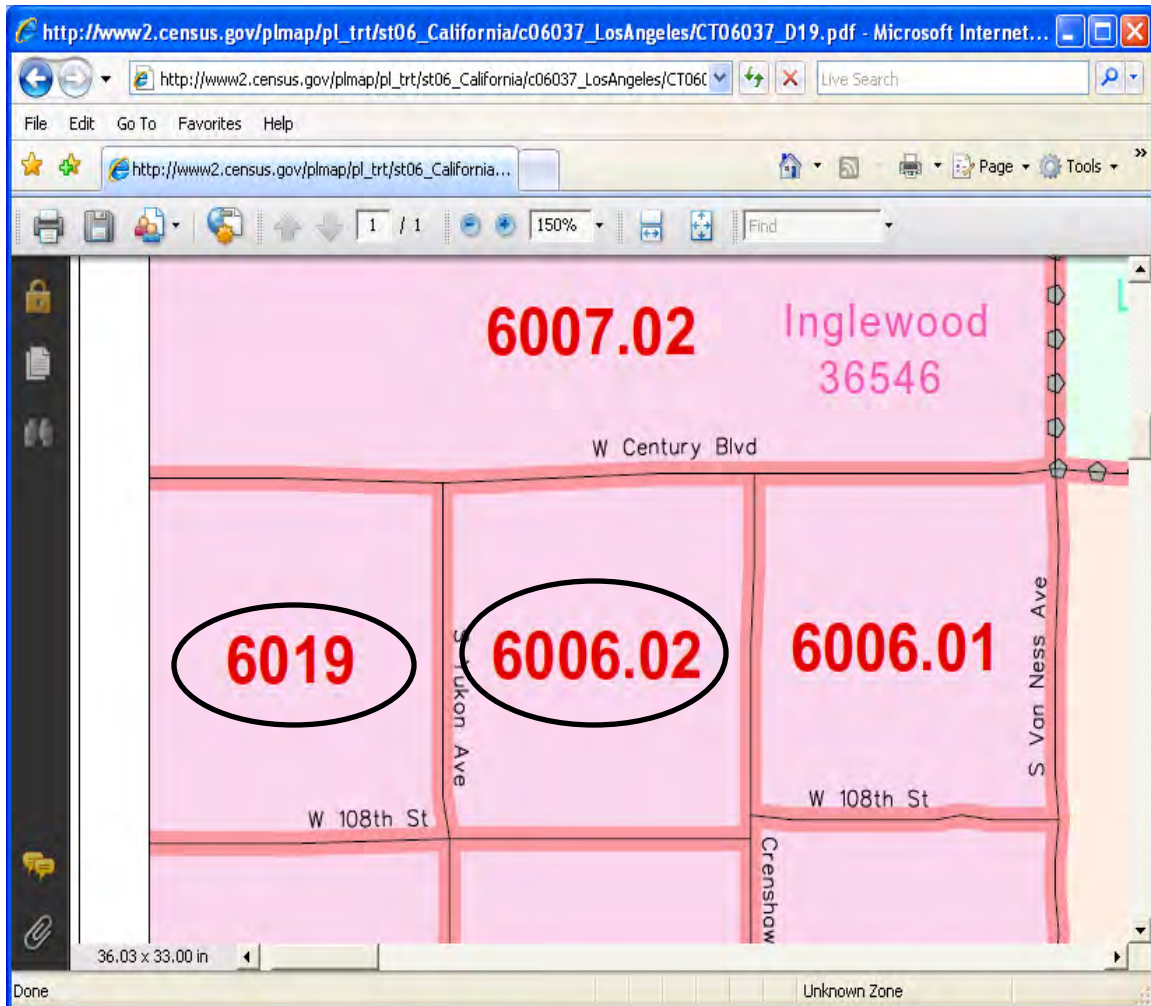 http://www2.census.gov/plmap/pl_trt/st06_California/c06037_LosAngeles/CT06037_D19.pdf - Microsoft Internet...
http://www2.census.gov/plmap/pl_trt/st06_California/c06037_LosAngeles/CT060
Live Search
File Edit Go To Favorites Help
http://www2.census.gov/plmap/pl_trt/st06_California...
Page
Tools
»
1 / 1
150%
Find
6007.02
Inglewood
36546
L
W Century Blvd
6019
S Yukon Ave
6006.02
6006.01
S Van Ness Ave
W 108th St
W 108th St
Crenshaw
36.03 x 33.00 in
Done
Unknown Zone